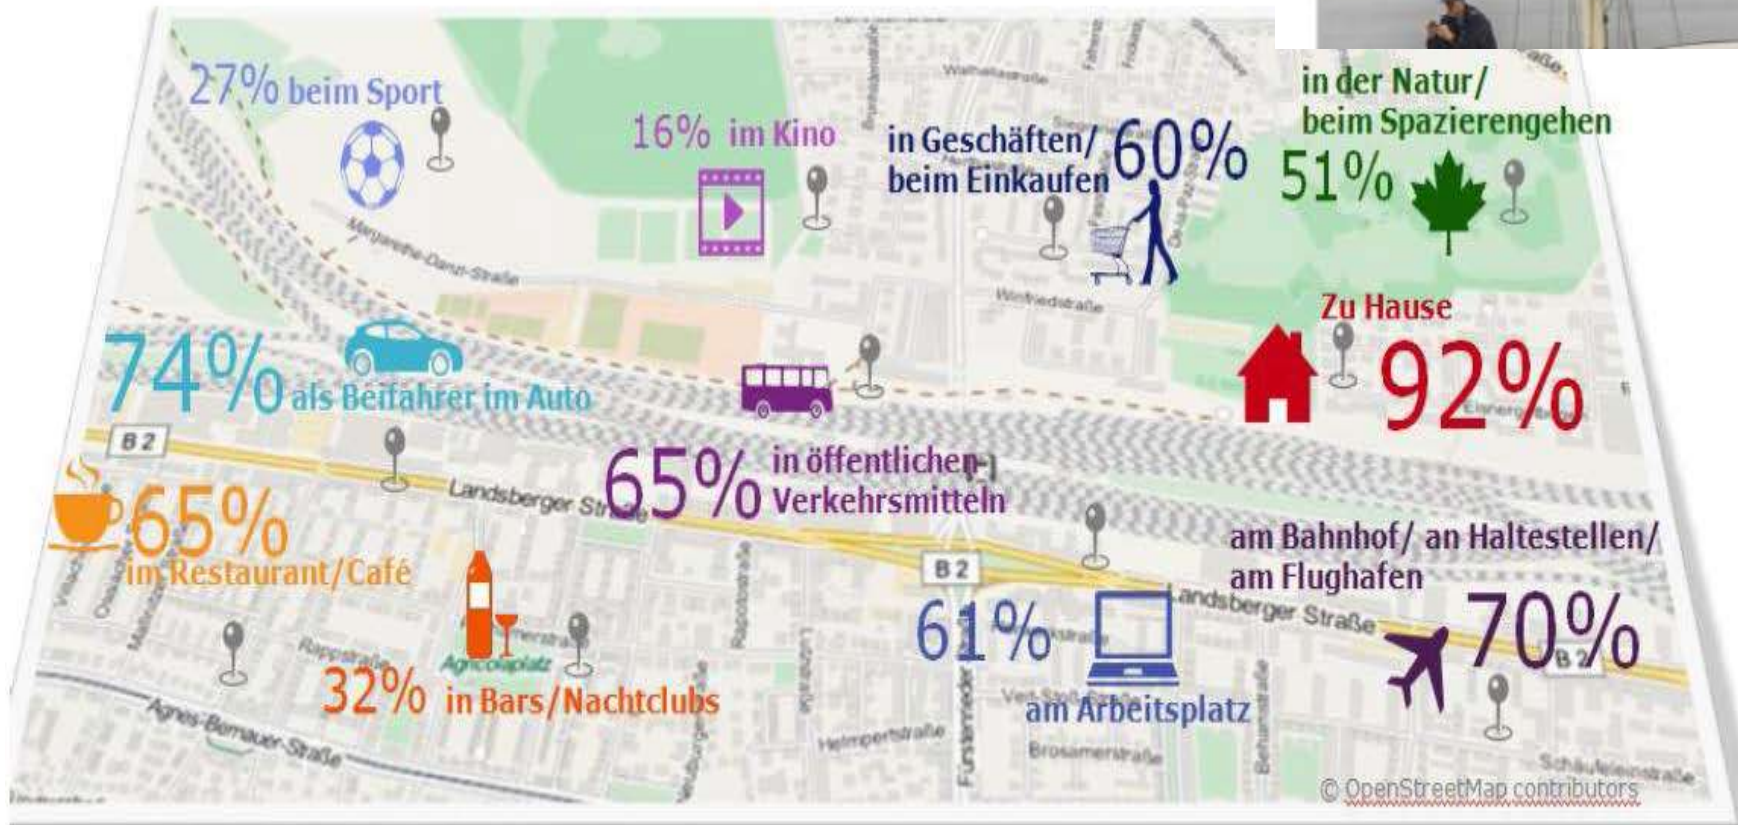 27% beim Sport
16% im Kino
in Geschäften/
beim Einkaufen
60%
in der Natur/
beim Spazierengehen
51%
74% als Beifahrer im Auto
Zu Hause
92%
65% in öffentlichen
Verkehrsmitteln
65%
im Restaurant/Café
32% in Bars/Nachtclubs
61%
am Arbeitsplatz
am Bahnhof/ an Haltestellen/
am Flughafen
70%
Margarethe-Danzl-Straße
Winfriedstraße
B 2
Landsberger Straße
B 2
Landsberger Straße
B 2
Rappstraße
Agricolaplatz
Agnes-Bernauer-Straße
Helmpertstraße
Brosamerstraße
Schäufeleinstraße
© OpenStreetMap contributors